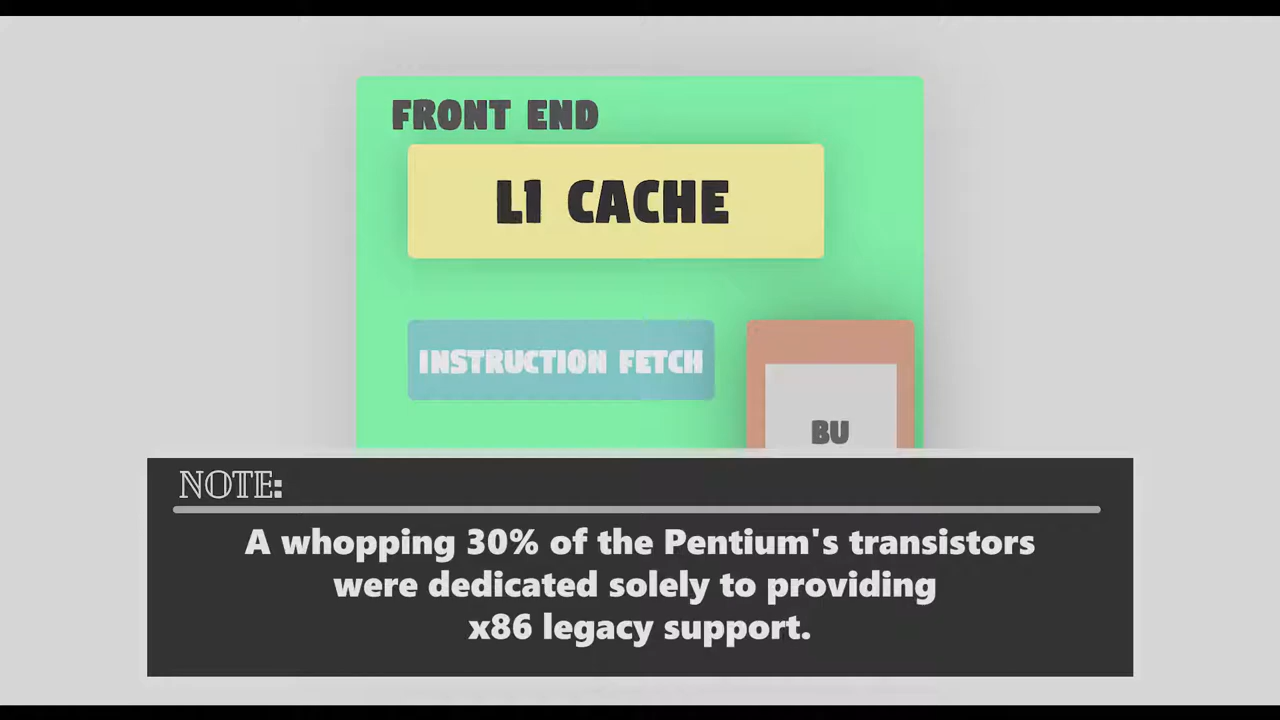 FRONT END
L1 CACHE
INSTRUCTION FETCH
BU
NOTE:
A whopping 30% of the Pentium's transistors
were dedicated solely to providing
x86 legacy support.